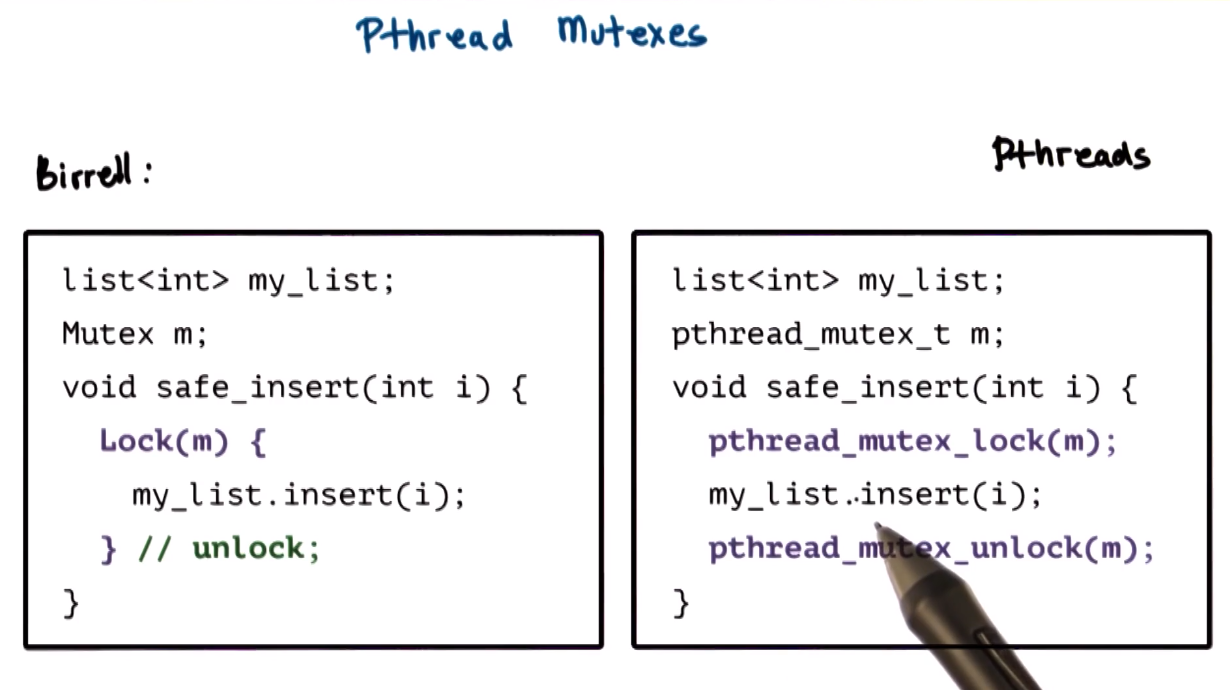 Pthread Mutexes
Birrell:
Pthreads
list<int> my_list;
Mutex m;
void safe_insert(int i) {
Lock(m) {
my_list.insert(i);
} // unlock;
}
list<int> my_list;
pthread_mutex_t m;
void safe_insert(int i) {
pthread_mutex_lock(m);
my_list.insert(i);
pthread_mutex_unlock(m);
}